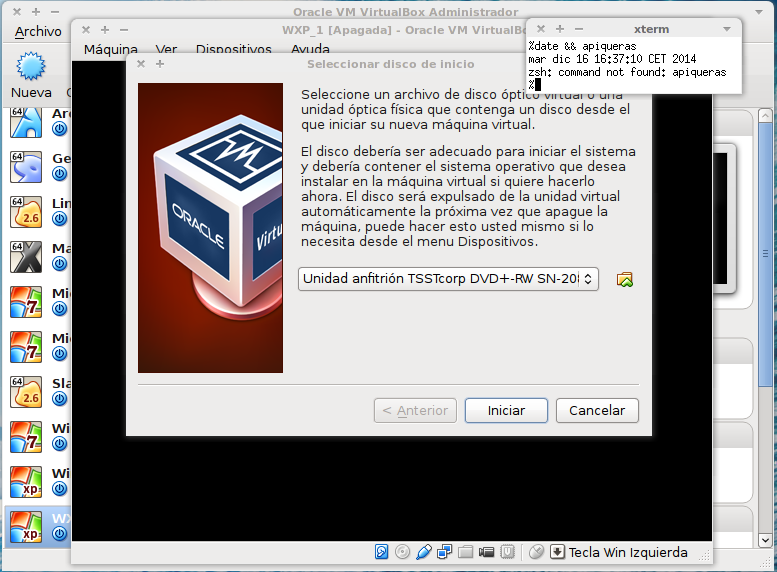 Oracle VM VirtualBox Administrador
Archivo
Nueva
64
64
Ge
64
Lin
2.6
64
Ma
X
Mi
7
Mi
7
64
Sla
2.6
Wi
7
Wi
xp
WX
xp
WXP_1 [Apagada] - Oracle VM VirtualBo
Máquina Ver Dispositivos Ayuda
xterm
%date && apiqueras
mar dic 16 16:37:10 CET 2014
zsh: command not found: apiqueras
%
Seleccionar disco de inicio
Seleccione un archivo de disco óptico virtual o una
unidad óptica física que contenga un disco desde el
que iniciar su nueva máquina virtual.
El disco debería ser adecuado para iniciar el sistema
y debería contener el sistema operativo que desea
instalar en la máquina virtual si quiere hacerlo
ahora. El disco será expulsado de la unidad virtual
automáticamente la próxima vez que apague la
máquina, puede hacer esto usted mismo si lo
necesita desde el menu Dispositivos.
ORACLE
Virtu
Unidad anfitrión TSSTcorp DVD+-RW SN-208
< Anterior
Iniciar
Cancelar
Tecla Win Izquierda